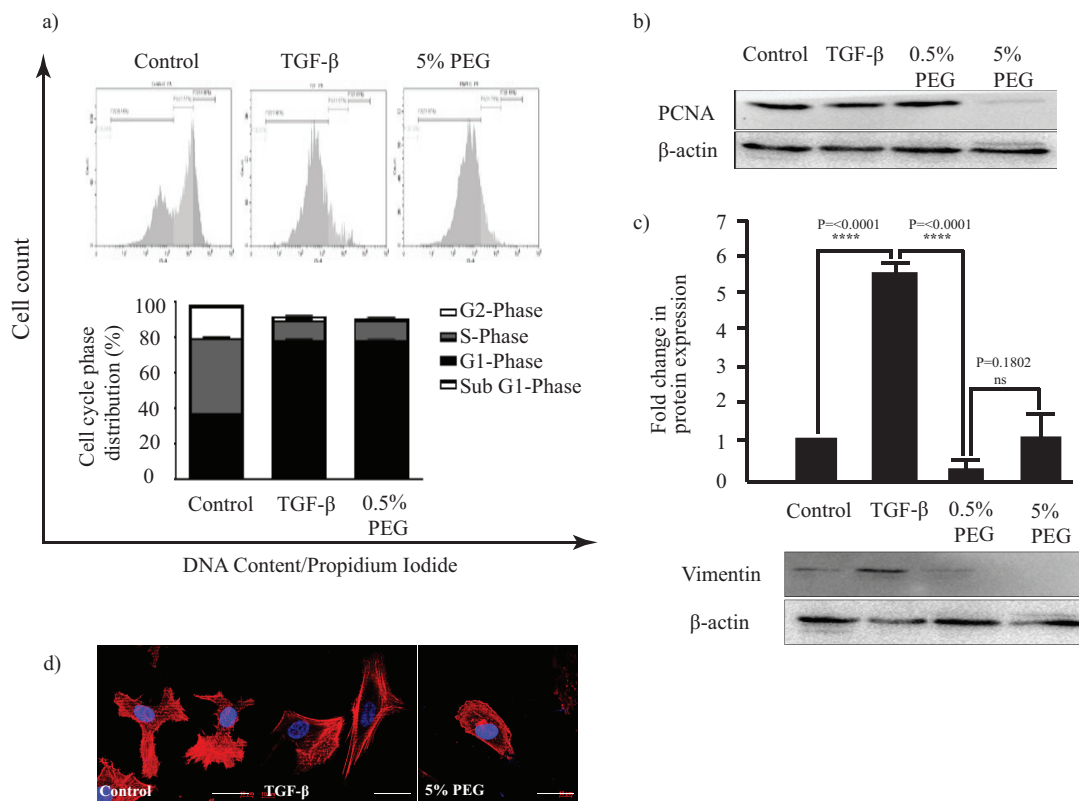 a)
Control
TGF-β
5% PEG
Cell count
Cell cycle phase
distribution (%)
100
80
60
40
20
0
G2-Phase
S-Phase
G1-Phase
Sub G1-Phase
Control
TGF-β
0.5%
PEG
DNA Content/Propidium Iodide
b)
Control
TGF-β
0.5%
PEG
5%
PEG
PCNA
β-actin
c)
Fold change in
protein expression
7
6
5
4
3
2
1
0
P=<0.0001
****
P=<0.0001
****
P=0.1802
ns
Control
TGF-β
0.5%
PEG
5%
PEG
Vimentin
β-actin
d)
Control
TGF-β
5% PEG